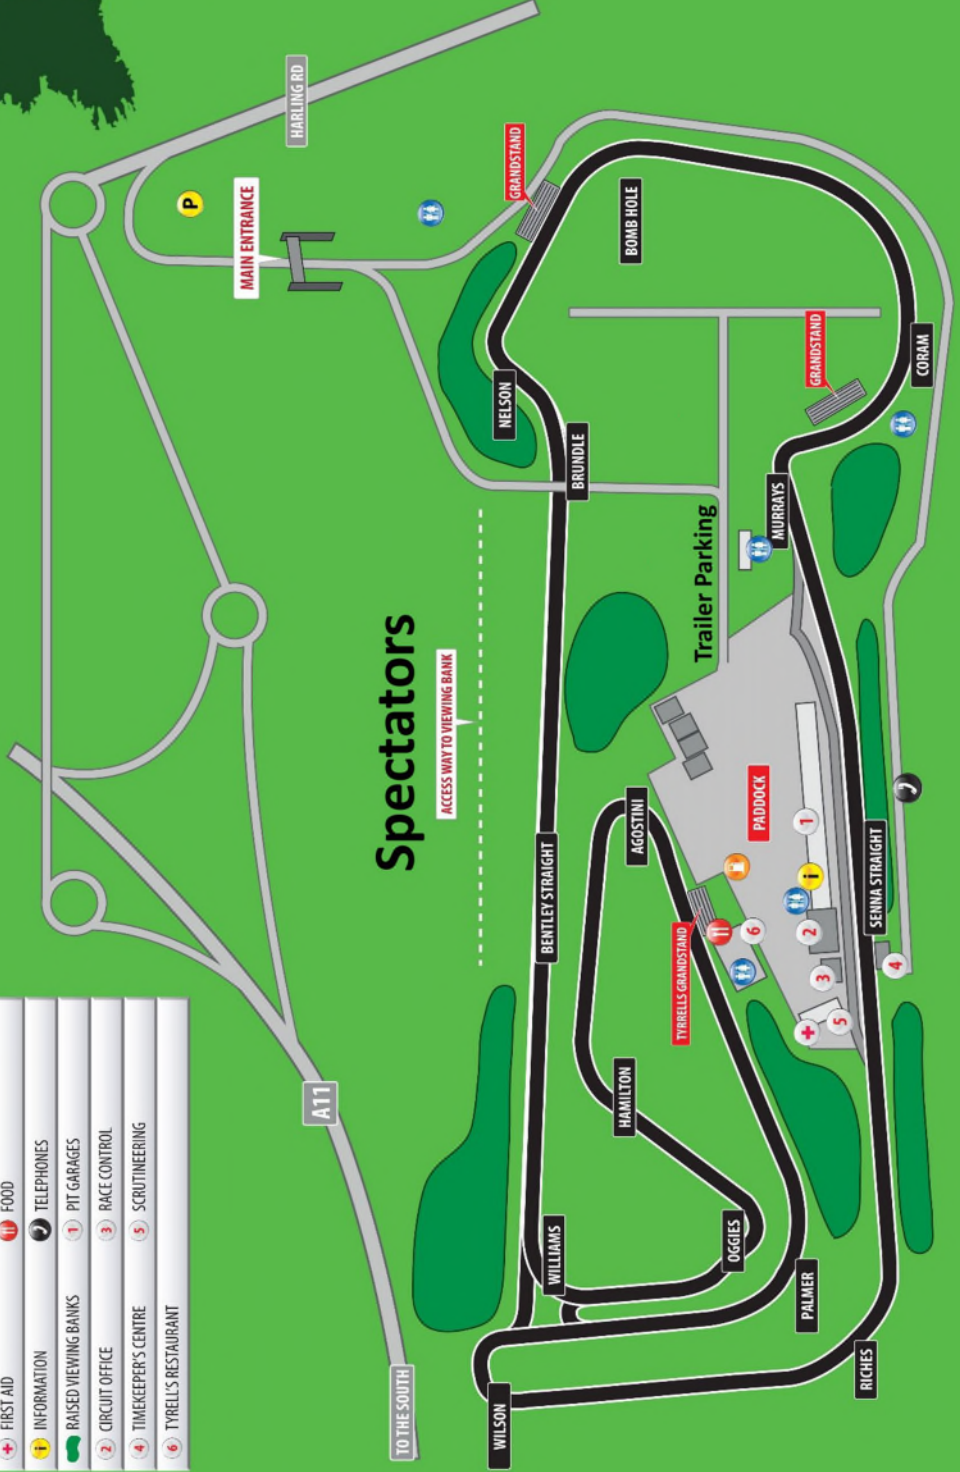 FIRST AID
FOOD
INFORMATION
TELEPHONES
RAISED VIEWING BANKS
1 PIT GARAGES
2 CIRCUIT OFFICE
3 RACE CONTROL
4 TIMEKEEPER'S CENTRE
5 SCRUTINEERING
6 TYRELL'S RESTAURANT
HARLING RD
P
MAIN ENTRANCE
A11
TO THE SOUTH
Spectators
ACCESS WAY TO VIEWING BANK
GRANDSTAND
BOMB HOLE
NELSON
BRUNDLE
BENTLEY STRAIGHT
WILLIAMS
WILSON
HAMILTON
AGOSTINI
OGGIES
TYRRELLS GRANDSTAND
Trailer Parking
PADDOCK
MURRAYS
GRANDSTAND
CORAM
SENNA STRAIGHT
PALMER
RICHES
1
i
2
3
4
5
6